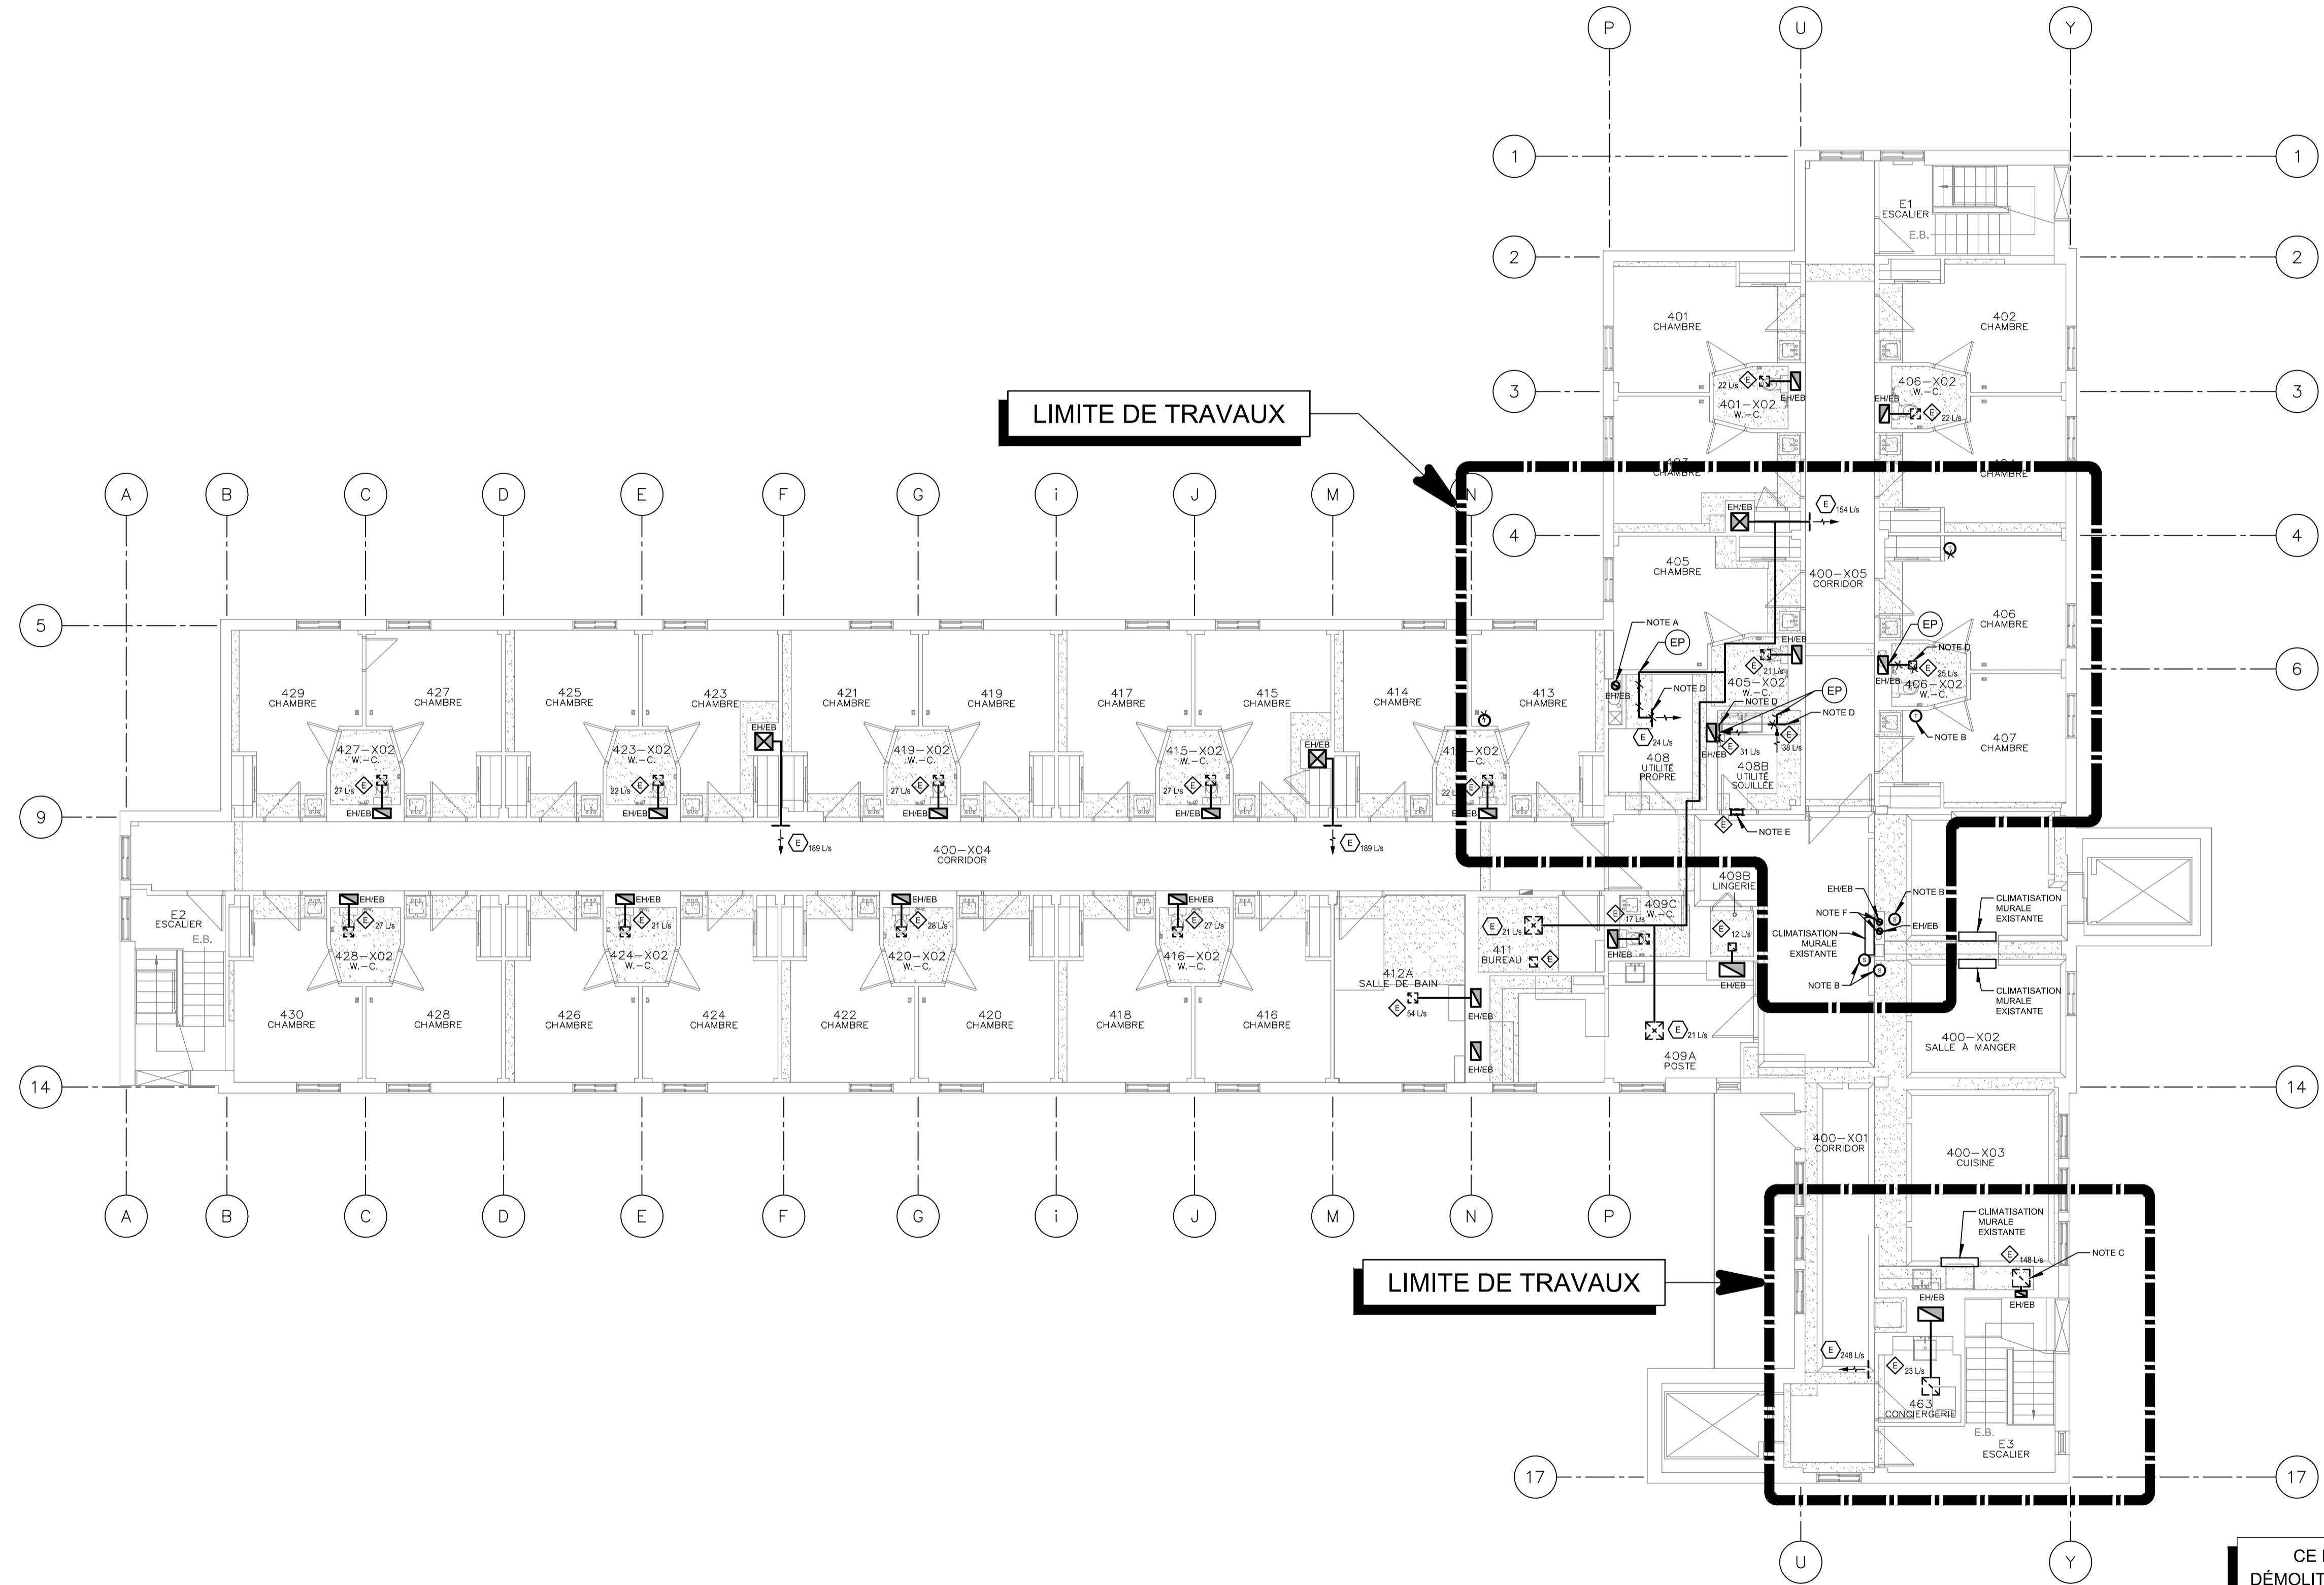 P
U
Y
1
1
E1
ESCALIER
E.B.
2
2
401
CHAMBRE
402
CHAMBRE
3
3
22 L/s
E
EH/EB
401-X02
W.-C.
406-X02
W.-C.
EH/EB
E
22 L/s
LIMITE DE TRAVAUX
CHAMBRE
CHAMBRE
A
B
C
D
E
F
G
i
J
M
N
4
4
EH/EB
E
154 L/s
405
CHAMBRE
400-X05
CORRIDOR
406
CHAMBRE
NOTE A
EP
EH/EB
EP
NOTE D
5
6
E
21 L/s
405-X02
W.-C.
EH/EB
E
25 L/s
406-X02
W.-C.
EH/EB
NOTE D
EP
NOTE D
NOTE D
NOTE B
429
CHAMBRE
427
CHAMBRE
425
CHAMBRE
423
CHAMBRE
421
CHAMBRE
419
CHAMBRE
417
CHAMBRE
415
CHAMBRE
414
CHAMBRE
413
CHAMBRE
EH/EB
EH/EB
E
24 L/s
408
UTILITÉ
PROPRE
EH/EB
E
31 L/s
E
38 L/s
408B
UTILITÉ
SOUILLÉE
407
CHAMBRE
427-X02
W.-C.
27 L/s
E
EH/EB
423-X02
W.-C.
22 L/s
E
EH/EB
419-X02
W.-C.
27 L/s
E
EH/EB
415-X02
W.-C.
27 L/s
E
EH/EB
W.-C.
E
EH/EB
9
9
E
NOTE E
E
189 L/s
E
189 L/s
400-X04
CORRIDOR
E2
ESCALIER
E.B.
EH/EB
E
27 L/s
428-X02
W.-C.
EH/EB
E
21 L/s
424-X02
W.-C.
EH/EB
E
28 L/s
420-X02
W.-C.
EH/EB
E
27 L/s
416-X02
W.-C.
E
21 L/s
411
BUREAU
E
E
17 L/s
409C
W.-C.
EH/EB
409B
LINGERIE
E
12 L/s
EH/EB
EH/EB
NOTE B
NOTE F
EH/EB
S
CLIMATISATION
MURALE
EXISTANTE
S
S
NOTE B
CLIMATISATION
MURALE
EXISTANTE
CLIMATISATION
MURALE
EXISTANTE
412A
SALLE DE BAIN
E
54 L/s
EH/EB
EH/EB
430
CHAMBRE
428
CHAMBRE
426
CHAMBRE
424
CHAMBRE
422
CHAMBRE
420
CHAMBRE
418
CHAMBRE
416
CHAMBRE
E
21 L/s
409A
POSTE
400-X02
SALLE À MANGER
14
14
400-X01
CORRIDOR
400-X03
CUISINE
A
B
C
D
E
F
G
i
J
M
N
P
CLIMATISATION
MURALE
EXISTANTE
E
148 L/s
NOTE C
LIMITE DE TRAVAUX
EH/EB
EH/EB
E
248 L/s
E
23 L/s
463
CONCIERGERIE
E.B.
E3
ESCALIER
17
17
U
Y
CE
DÉMOLIT